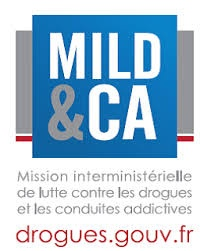 MILD
&CA
Mission interministérielle
de lutte contre les drogues
et les conduites addictives
drogues.gouv.fr